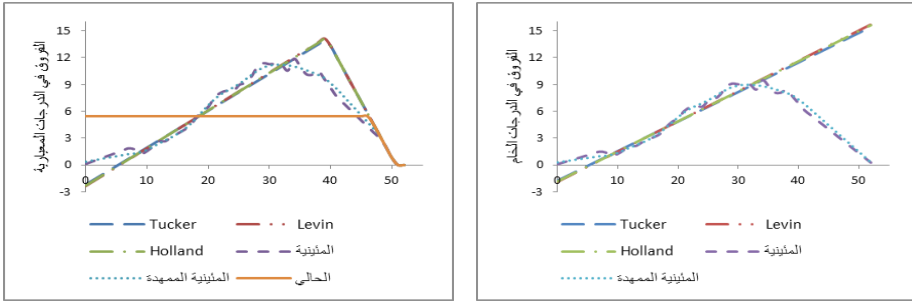 الفروق في الدرجات المعيارية
15
12
9
6
3
0
-3
0 10 20 30 40 50
Tucker Levin
Holland المئينية
المئينية الممهدة الحالي
الفروق في الدرجات الخام
15
12
9
6
3
0
-3
0 10 20 30 40 50
Tucker Levin
Holland المئينية
المئينية الممهدة